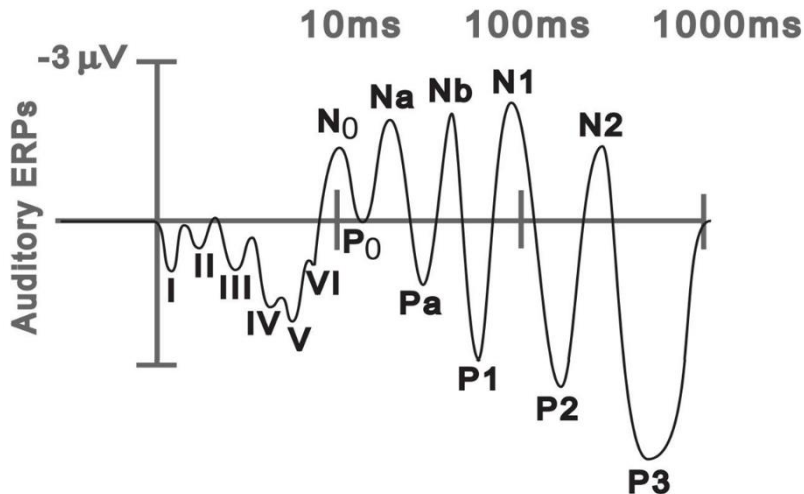 10ms 100ms 1000ms
-3 μV
Auditory ERPs
N0 Na Nb N1 N2
P0
I II III IV V VI
Pa
P1
P2
P3